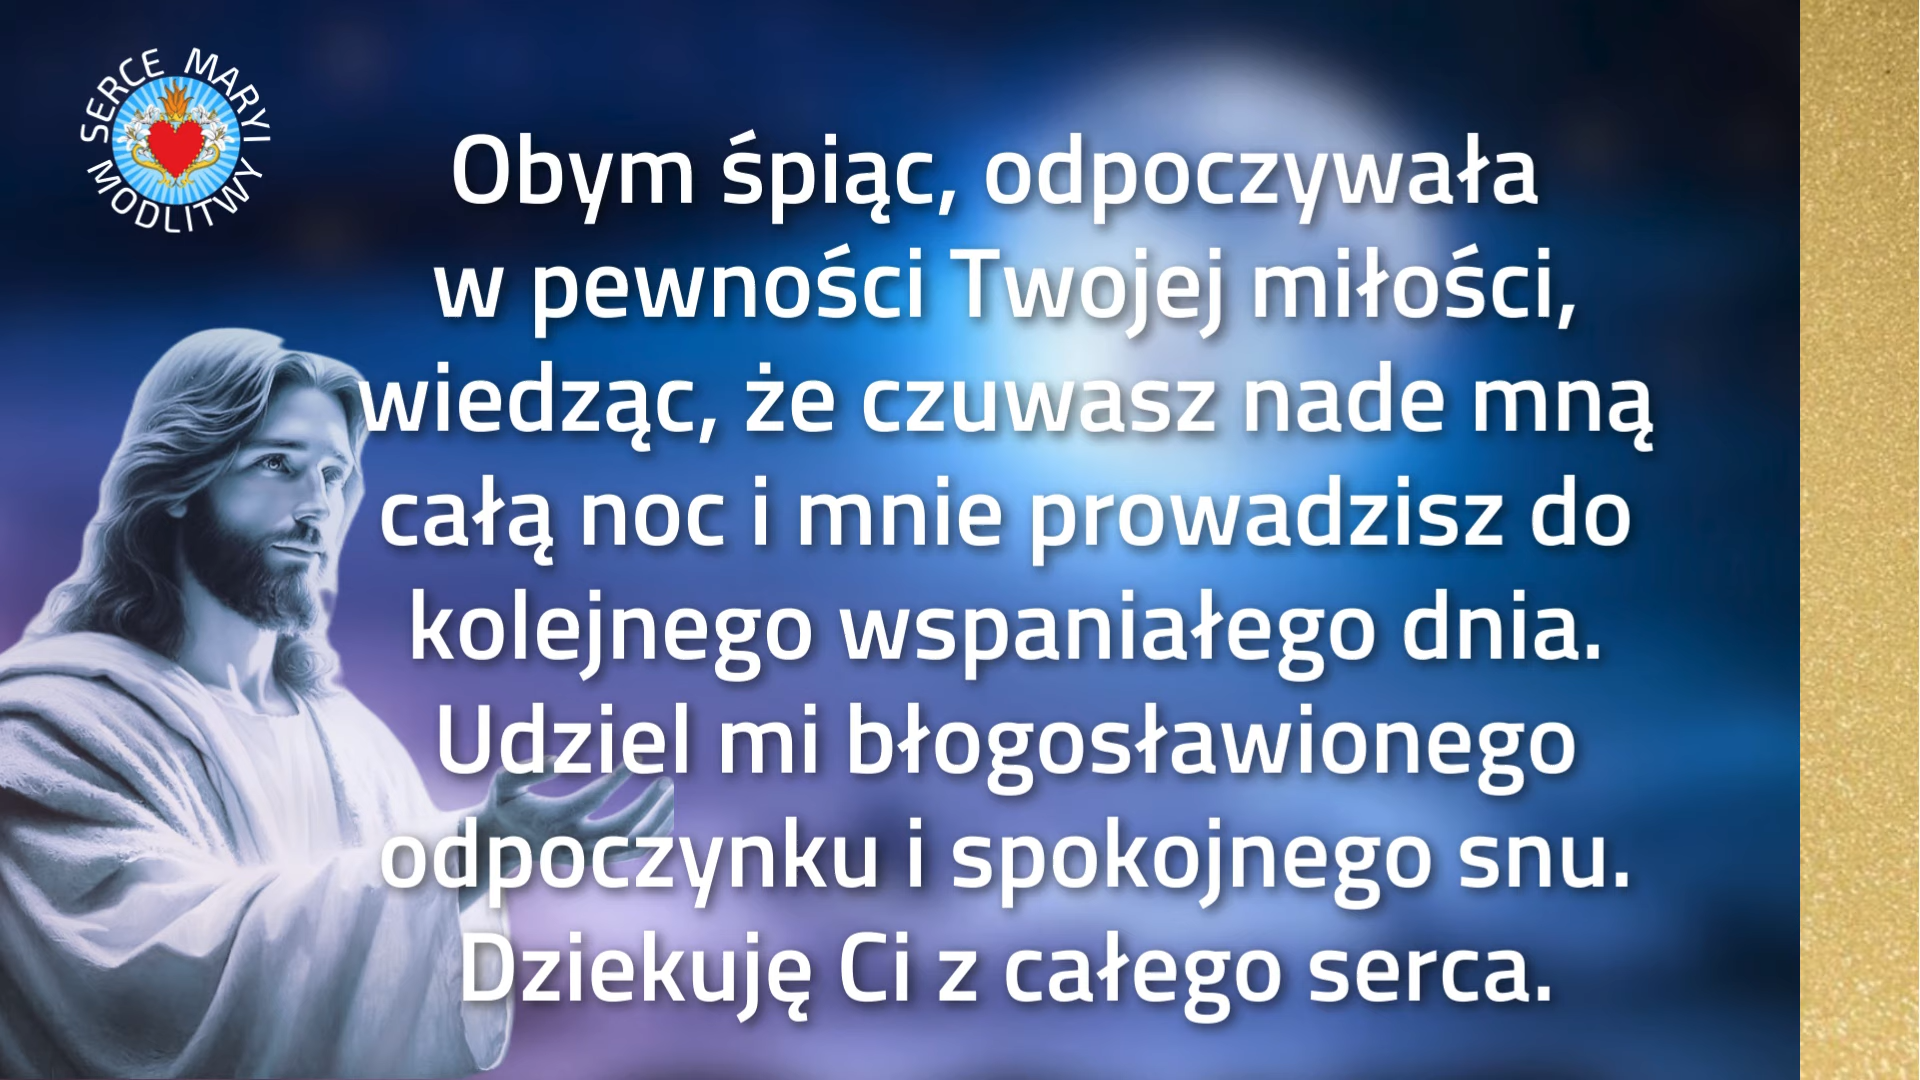 SERCE MARYI
MODLITWY
Obym śpiąc, odpoczywała
w pewności Twojej miłości,
wiedząc, że czuwasz nade mną
całą noc i mnie prowadzisz do
kolejnego wspaniałego dnia.
Udziel mi błogosławionego
odpoczynku i spokojnego snu.
Dziekuję Ci z całego serca.